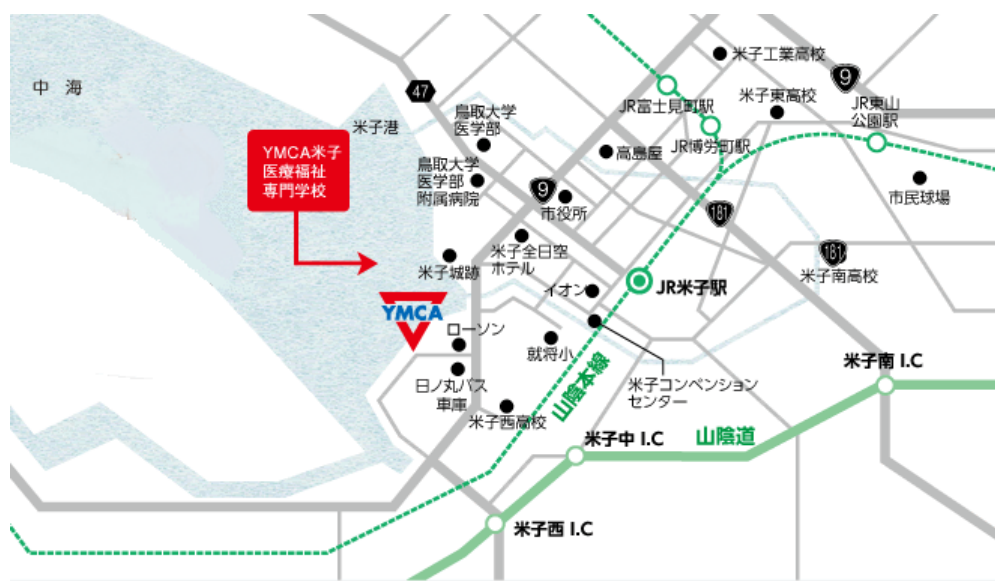 中 海
47
米子工業高校
9
JR富士見町駅
米子東高校
JR東山
公園駅
鳥取大学
医学部
米子港
YMCA米子
医療福祉
専門学校
高島屋
JR博労町駅
鳥取大学
医学部
附属病院
9
市役所
市民球場
181
米子全日空
ホテル
181
米子城跡
米子南高校
イオン
JR米子駅
YMCA
ローソン
就将小
山陰本線
米子コンベンション
センター
米子南 I.C
日ノ丸バス
車庫
米子西高校
米子中 I.C
山陰道
米子西 I.C